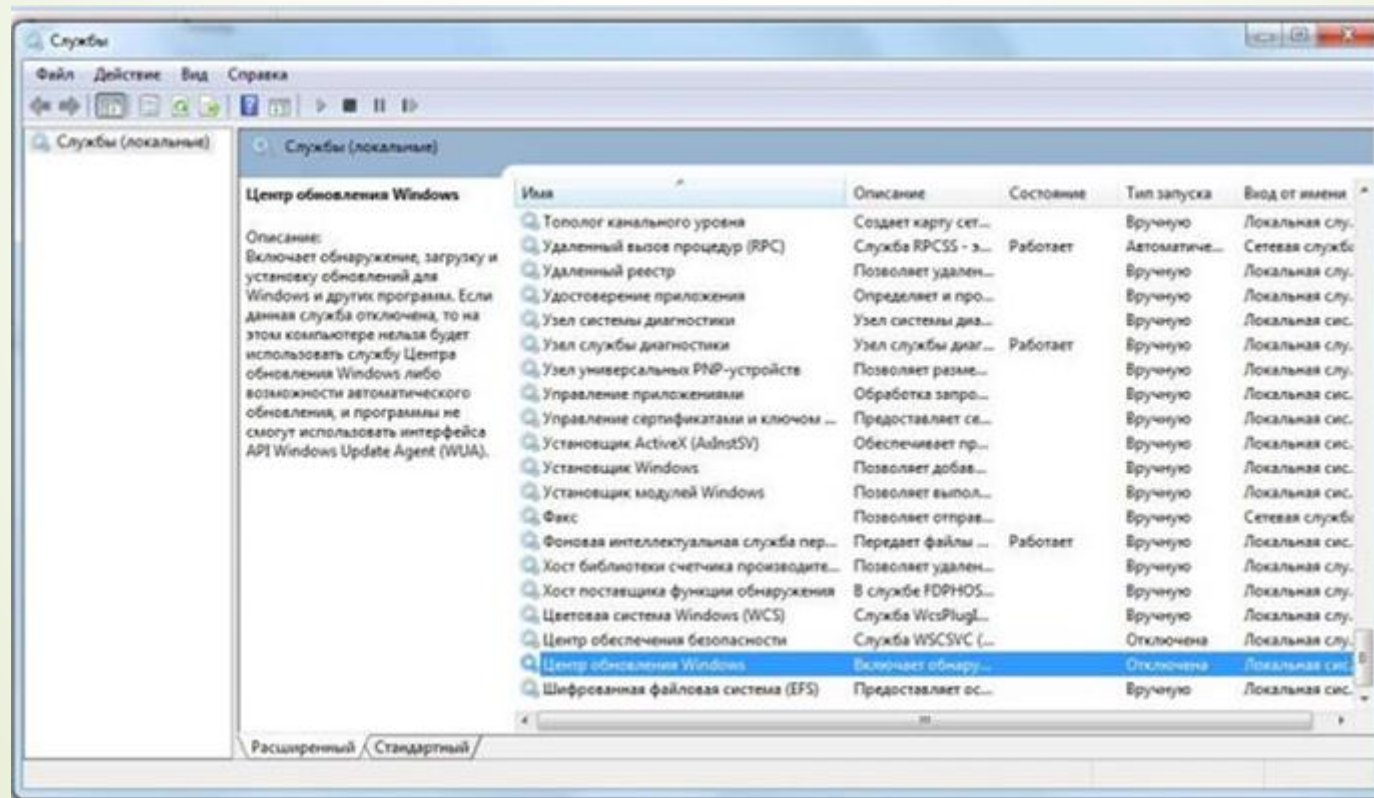 Службы
Файл Действие Вид Справка
Службы (локальные)
Службы (локальные)
Центр обновления Windows
Описание:
Включает обнаружение, загрузку и
установку обновлений для
Windows и других программ. Если
данная служба отключена, то на
этом компьютере нельзя будет
использовать службу Центра
обновления Windows либо
возможности автоматического
обновления, и программы не
смогут использовать интерфейса
API Windows Update Agent (WUA).
Имя Описание Состояние Тип запуска Вход от имени
Тополог канального уровня Создает карту сет... Вручную Локальная слу.
Удаленный вызов процедур (RPC) Служба RPCSS - э... Работает Автоматиче... Сетевая служб
Удаленный реестр Позволяет удален... Вручную Локальная слу.
Удостоверение приложения Определяет и про... Вручную Локальная слу.
Узел системы диагностики Узел системы диа... Вручную Локальная сис.
Узел службы диагностики Узел службы диаг... Работает Вручную Локальная слу.
Узел универсальных PNP-устройств Позволяет разме... Вручную Локальная слу.
Управление приложениями Обработка запро... Вручную Локальная сис.
Управление сертификатами и ключом ... Предоставляет се... Вручную Локальная сис.
Установщик ActiveX (AxInstSV) Обеспечивает пр... Вручную Локальная сис.
Установщик Windows Позволяет добав... Вручную Локальная сис.
Установщик модулей Windows Позволяет выпол... Вручную Локальная сис.
Факс Позволяет отправ... Вручную Сетевая служб
Фоновая интеллектуальная служба пер... Передает файлы ... Работает Вручную Локальная сис.
Хост библиотеки счетчика производите... Позволяет удален... Вручную Локальная слу.
Хост поставщика функции обнаружения В службе FDPHOS... Вручную Локальная слу.
Цветовая система Windows (WCS) Служба WcsPlugI... Вручную Локальная слу.
Центр обеспечения безопасности Служба WSCSVC (... Отключена Локальная слу.
Центр обновления Windows Включает обнару... Отключена Локальная сис.
Шифрованная файловая система (EFS) Предоставляет ос... Вручную Локальная сис.
Расширенный Стандартный